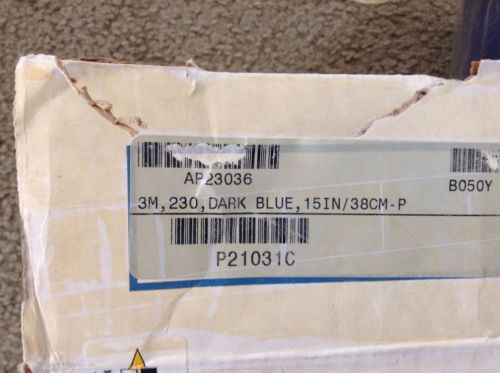 AP23036
B050Y
3M,230,DARK BLUE,15IN/38CM-P
P21031C